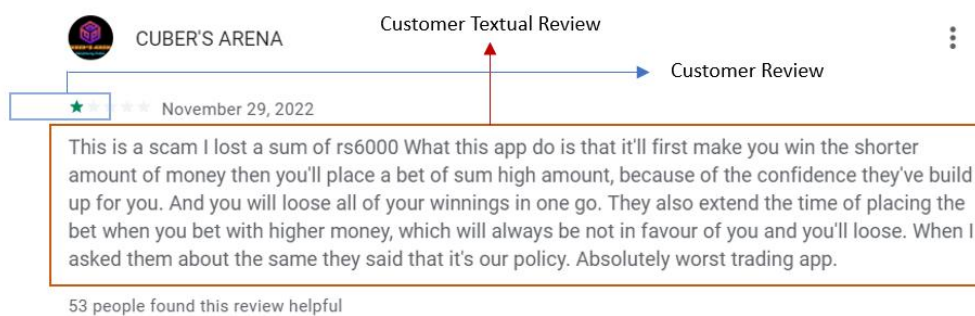 Customer Textual Review
CUBER'S ARENA
Customer Review
November 29, 2022
This is a scam I lost a sum of rs6000 What this app do is that it'll first make you win the shorter
amount of money then you'll place a bet of sum high amount, because of the confidence they've build
up for you. And you will loose all of your winnings in one go. They also extend the time of placing the
bet when you bet with higher money, which will always be not in favour of you and you'll loose. When I
asked them about the same they said that it's our policy. Absolutely worst trading app.
53 people found this review helpful